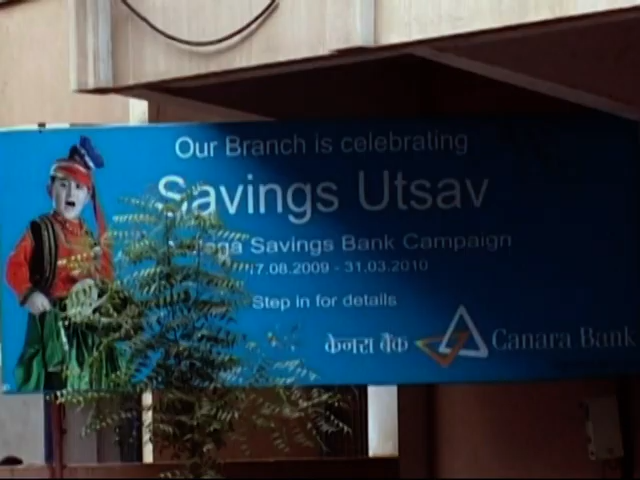 Our Branch is celebrating
Savings Utsav
Savings Bank Campaign
17.08.2009 - 31.03.2010
Step in for details
केनरा बैंक Canara Bank